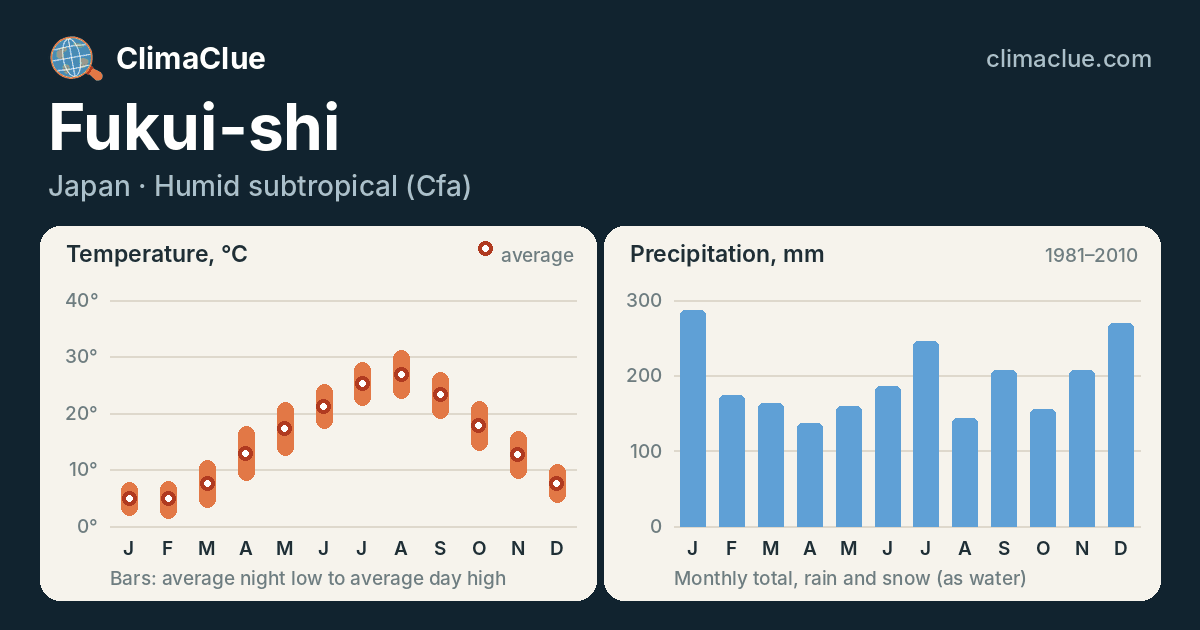 ClimaClue
climaclue.com
Fukui-shi
Japan · Humid subtropical (Cfa)
Temperature, °C
average
40°
30°
20°
10°
0°
J F M A M J J A S O N D
Bars: average night low to average day high
Precipitation, mm
1981–2010
300
200
100
0
J F M A M J J A S O N D
Monthly total, rain and snow (as water)